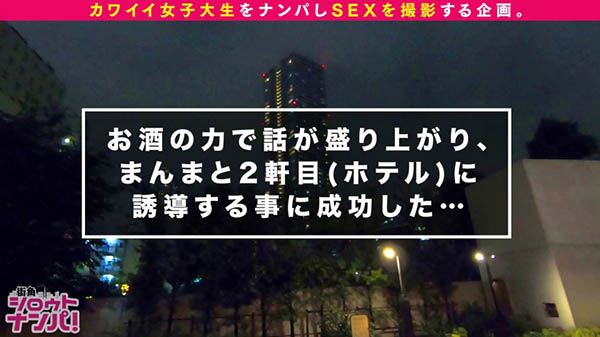 カワイイ女子大生をナンパしSEXを撮影する企画。
お酒の力で話が盛り上がり、
まんまと2軒目(ホテル)に
誘導する事に成功した…
街角
シロウト
ナンパ!